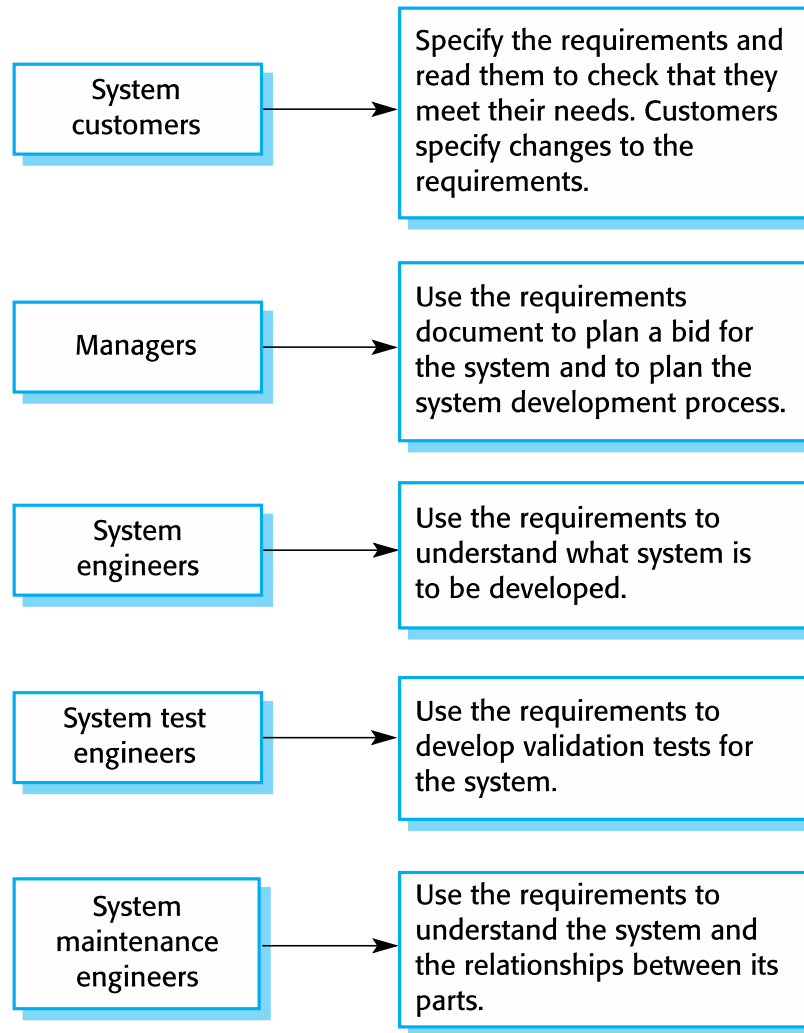 System
customers
Specify the requirements and
read them to check that they
meet their needs. Customers
specify changes to the
requirements.
Managers
Use the requirements
document to plan a bid for
the system and to plan the
system development process.
System
engineers
Use the requirements to
understand what system is
to be developed.
System test
engineers
Use the requirements to
develop validation tests for
the system.
System
maintenance
engineers
Use the requirements to
understand the system and
the relationships between its
parts.